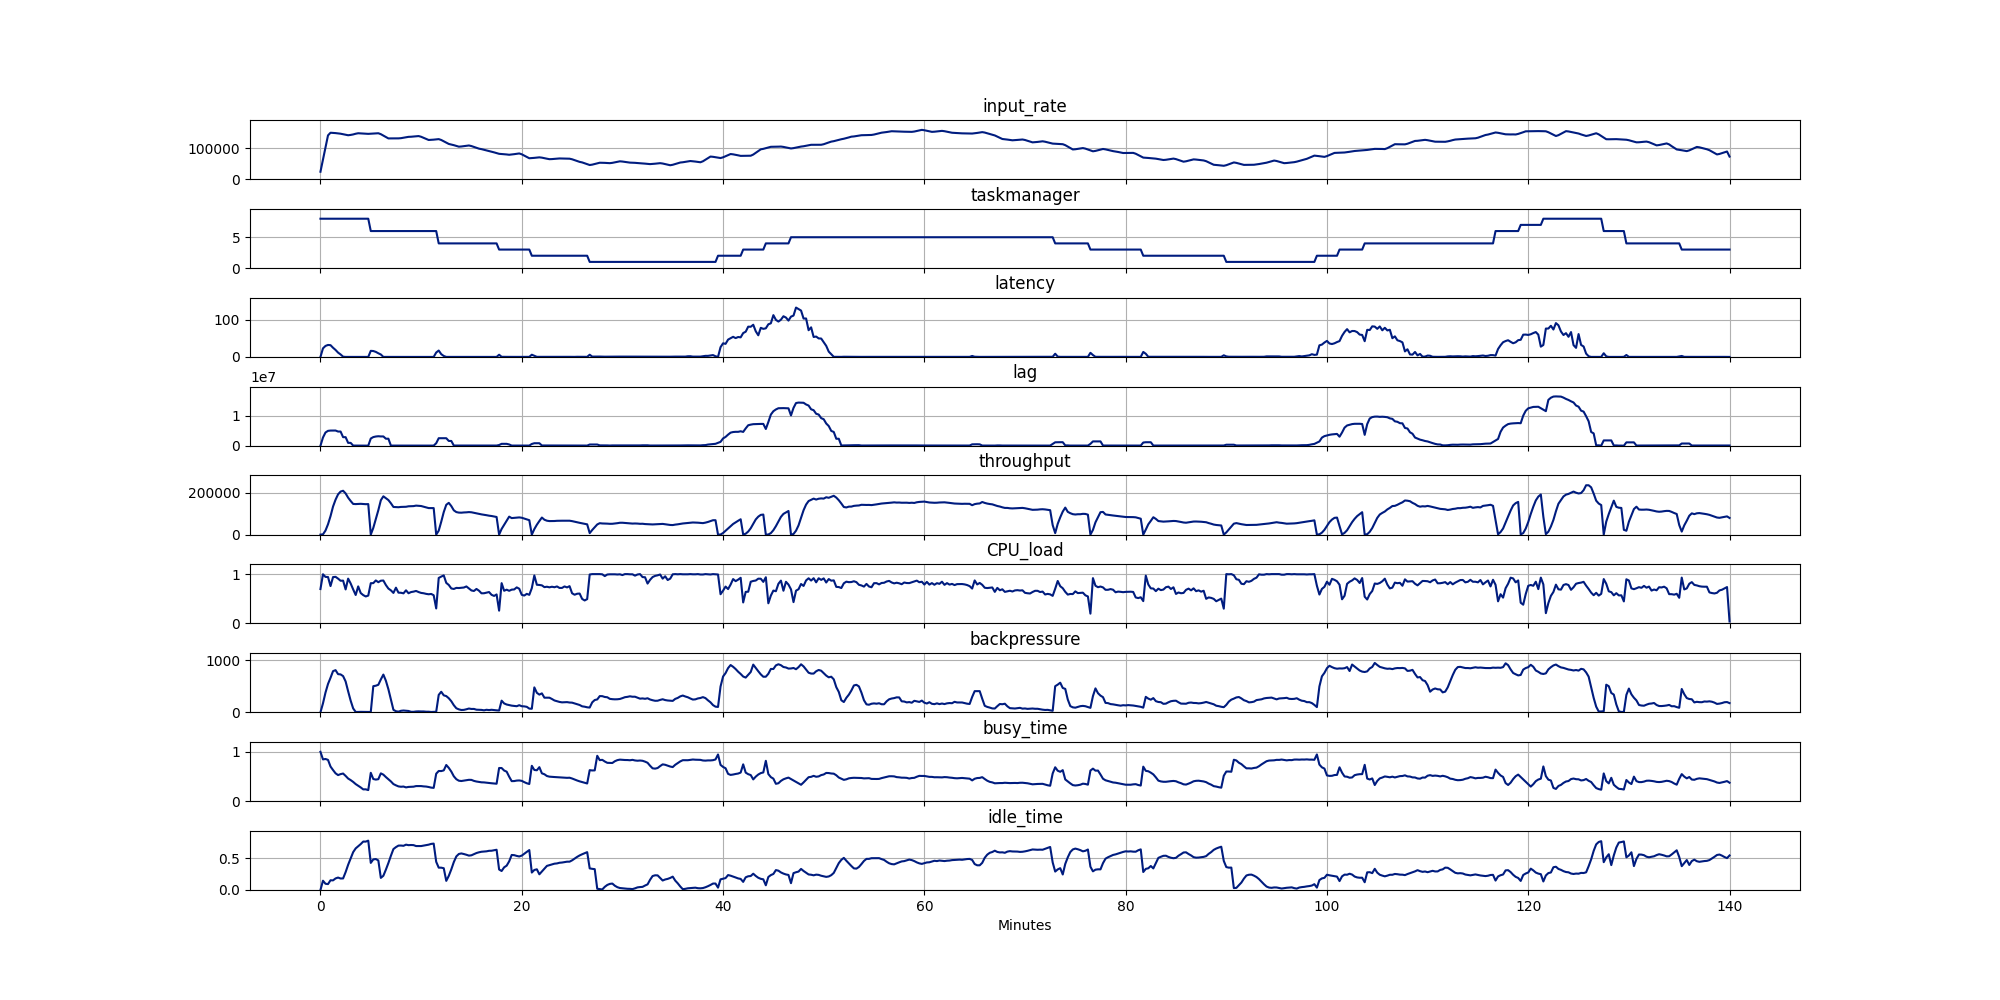 input_rate
100000
0
taskmanager
5
0
latency
100
0
1e7
lag
1
0
throughput
200000
0
CPU_load
1
0
backpressure
1000
0
busy_time
1
0
idle_time
0.5
0.0
0 20 40 60 80 100 120 140
Minutes